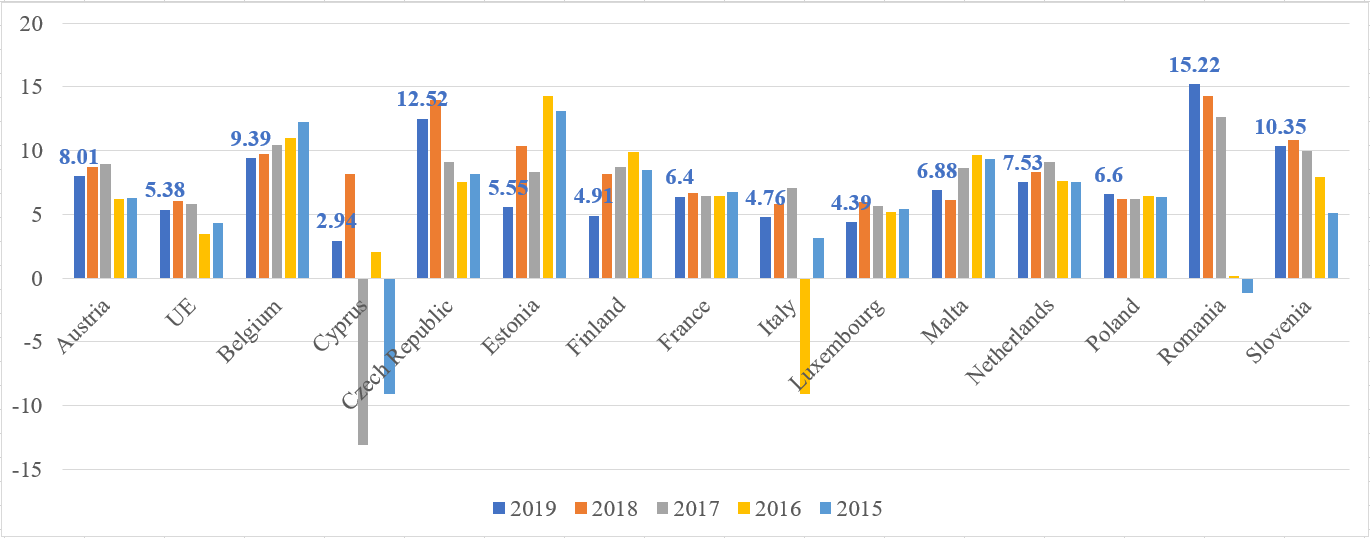 20
15
10
5
0
-5
-10
-15
8.01
5.38
9.39
2.94
12.52
5.55
4.91
6.4
4.76
4.39
6.88
7.53
6.6
15.22
10.35
Austria
UE
Belgium
Cyprus
Czech Republic
Estonia
Finland
France
Italy
Luxembourg
Malta
Netherlands
Poland
Romania
Slovenia
2019 2018 2017 2016 2015